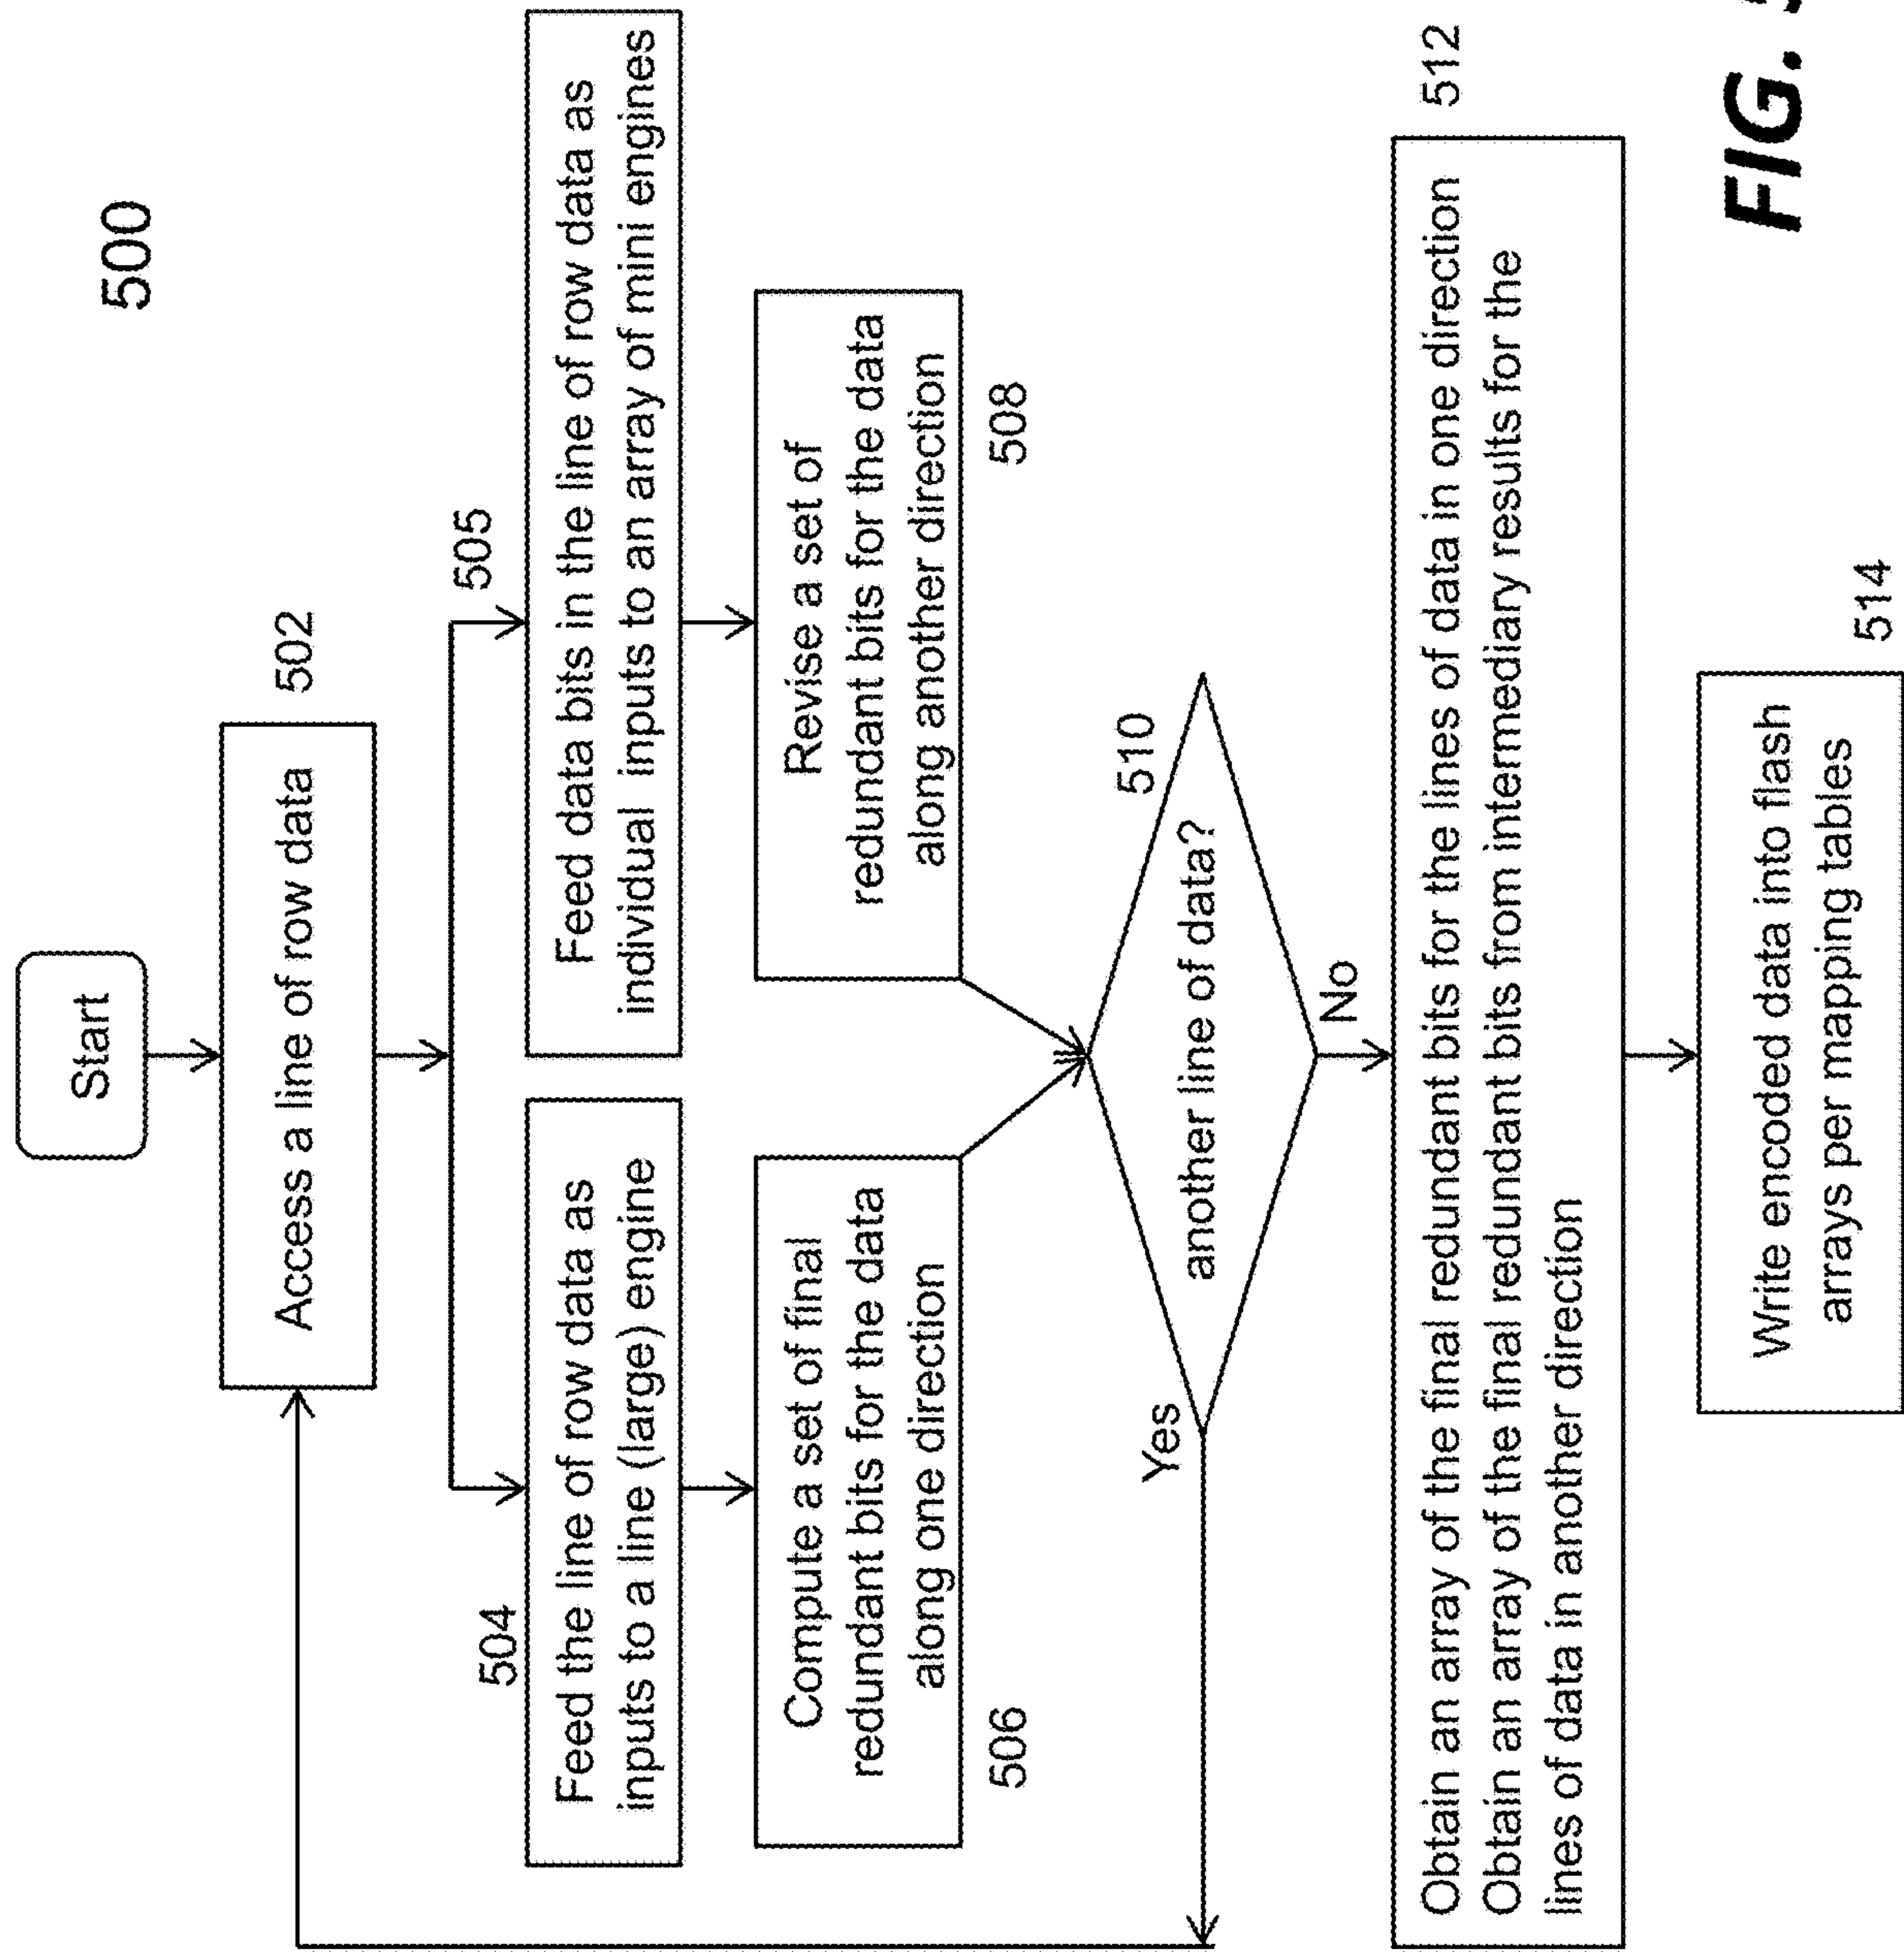 500
Start
Access a line of row data
502
504
505
Feed the line of row data as
inputs to a line (large) engine
Feed data bits in the line of row data as
individual inputs to an array of mini engines
Compute a set of final
redundant bits for the data
along one direction
506
Revise a set of
redundant bits for the data
along another direction
508
510
another line of data?
Yes
No
512
Obtain an array of the final redundant bits for the lines of data in one direction
Obtain an array of the final redundant bits from intermediary results for the
lines of data in another direction
Write encoded data into flash
arrays per mapping tables
514
FIG.